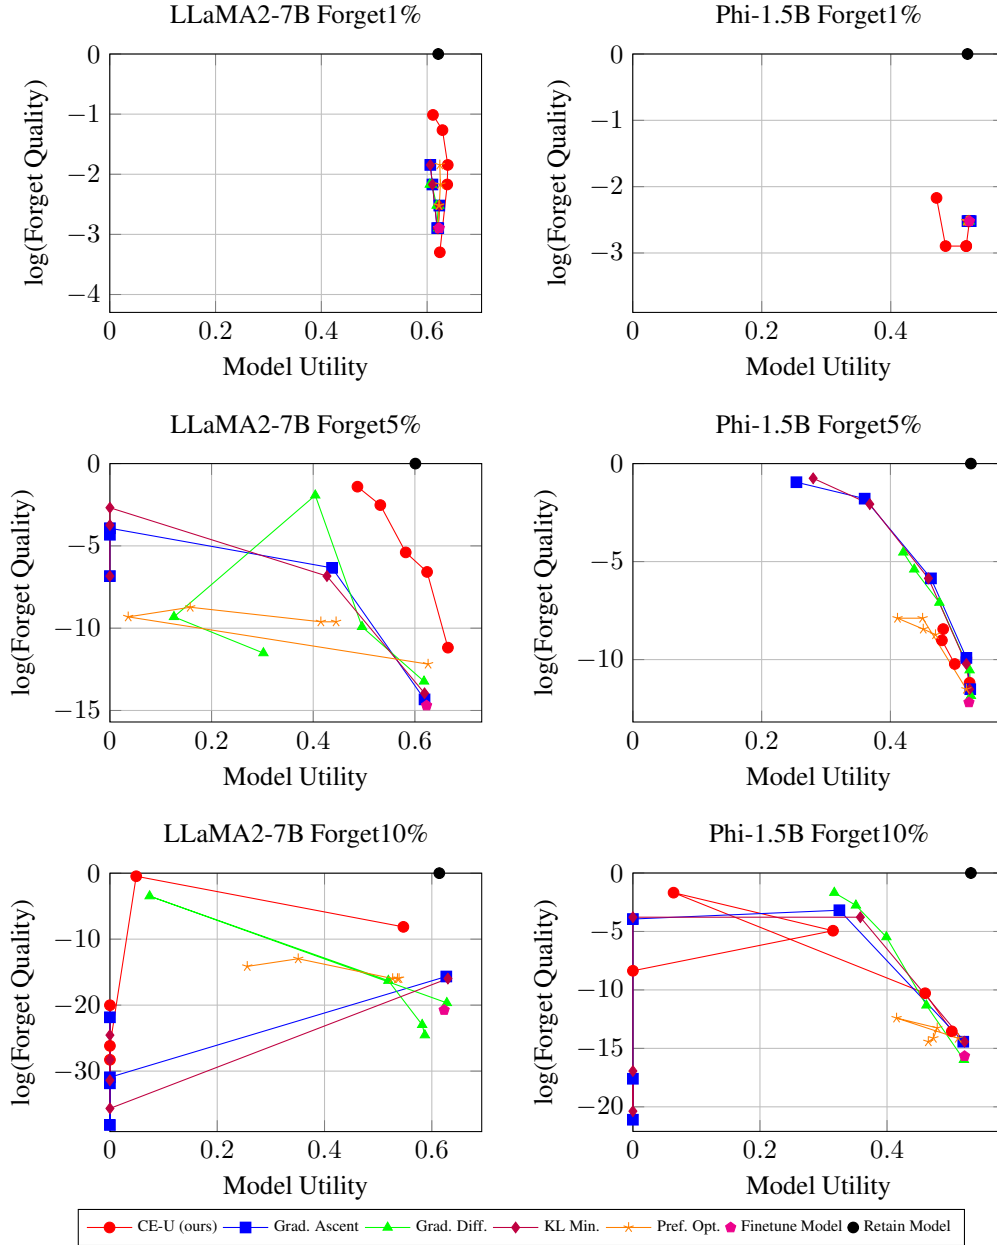 LLaMA2-7B Forget1%
0
−1
−2
−3
−4
log(Forget Quality)
0 0.2 0.4 0.6
Model Utility
Phi-1.5B Forget1%
0
−1
−2
−3
log(Forget Quality)
0 0.2 0.4
Model Utility
LLaMA2-7B Forget5%
0
−5
−10
−15
log(Forget Quality)
0 0.2 0.4 0.6
Model Utility
Phi-1.5B Forget5%
0
−5
−10
log(Forget Quality)
0 0.2 0.4
Model Utility
LLaMA2-7B Forget10%
0
−10
−20
−30
log(Forget Quality)
0 0.2 0.4 0.6
Model Utility
Phi-1.5B Forget10%
0
−5
−10
−15
−20
log(Forget Quality)
0 0.2 0.4
Model Utility
CE-U (ours) Grad. Ascent Grad. Diff. KL Min. Pref. Opt. Finetune Model Retain Model